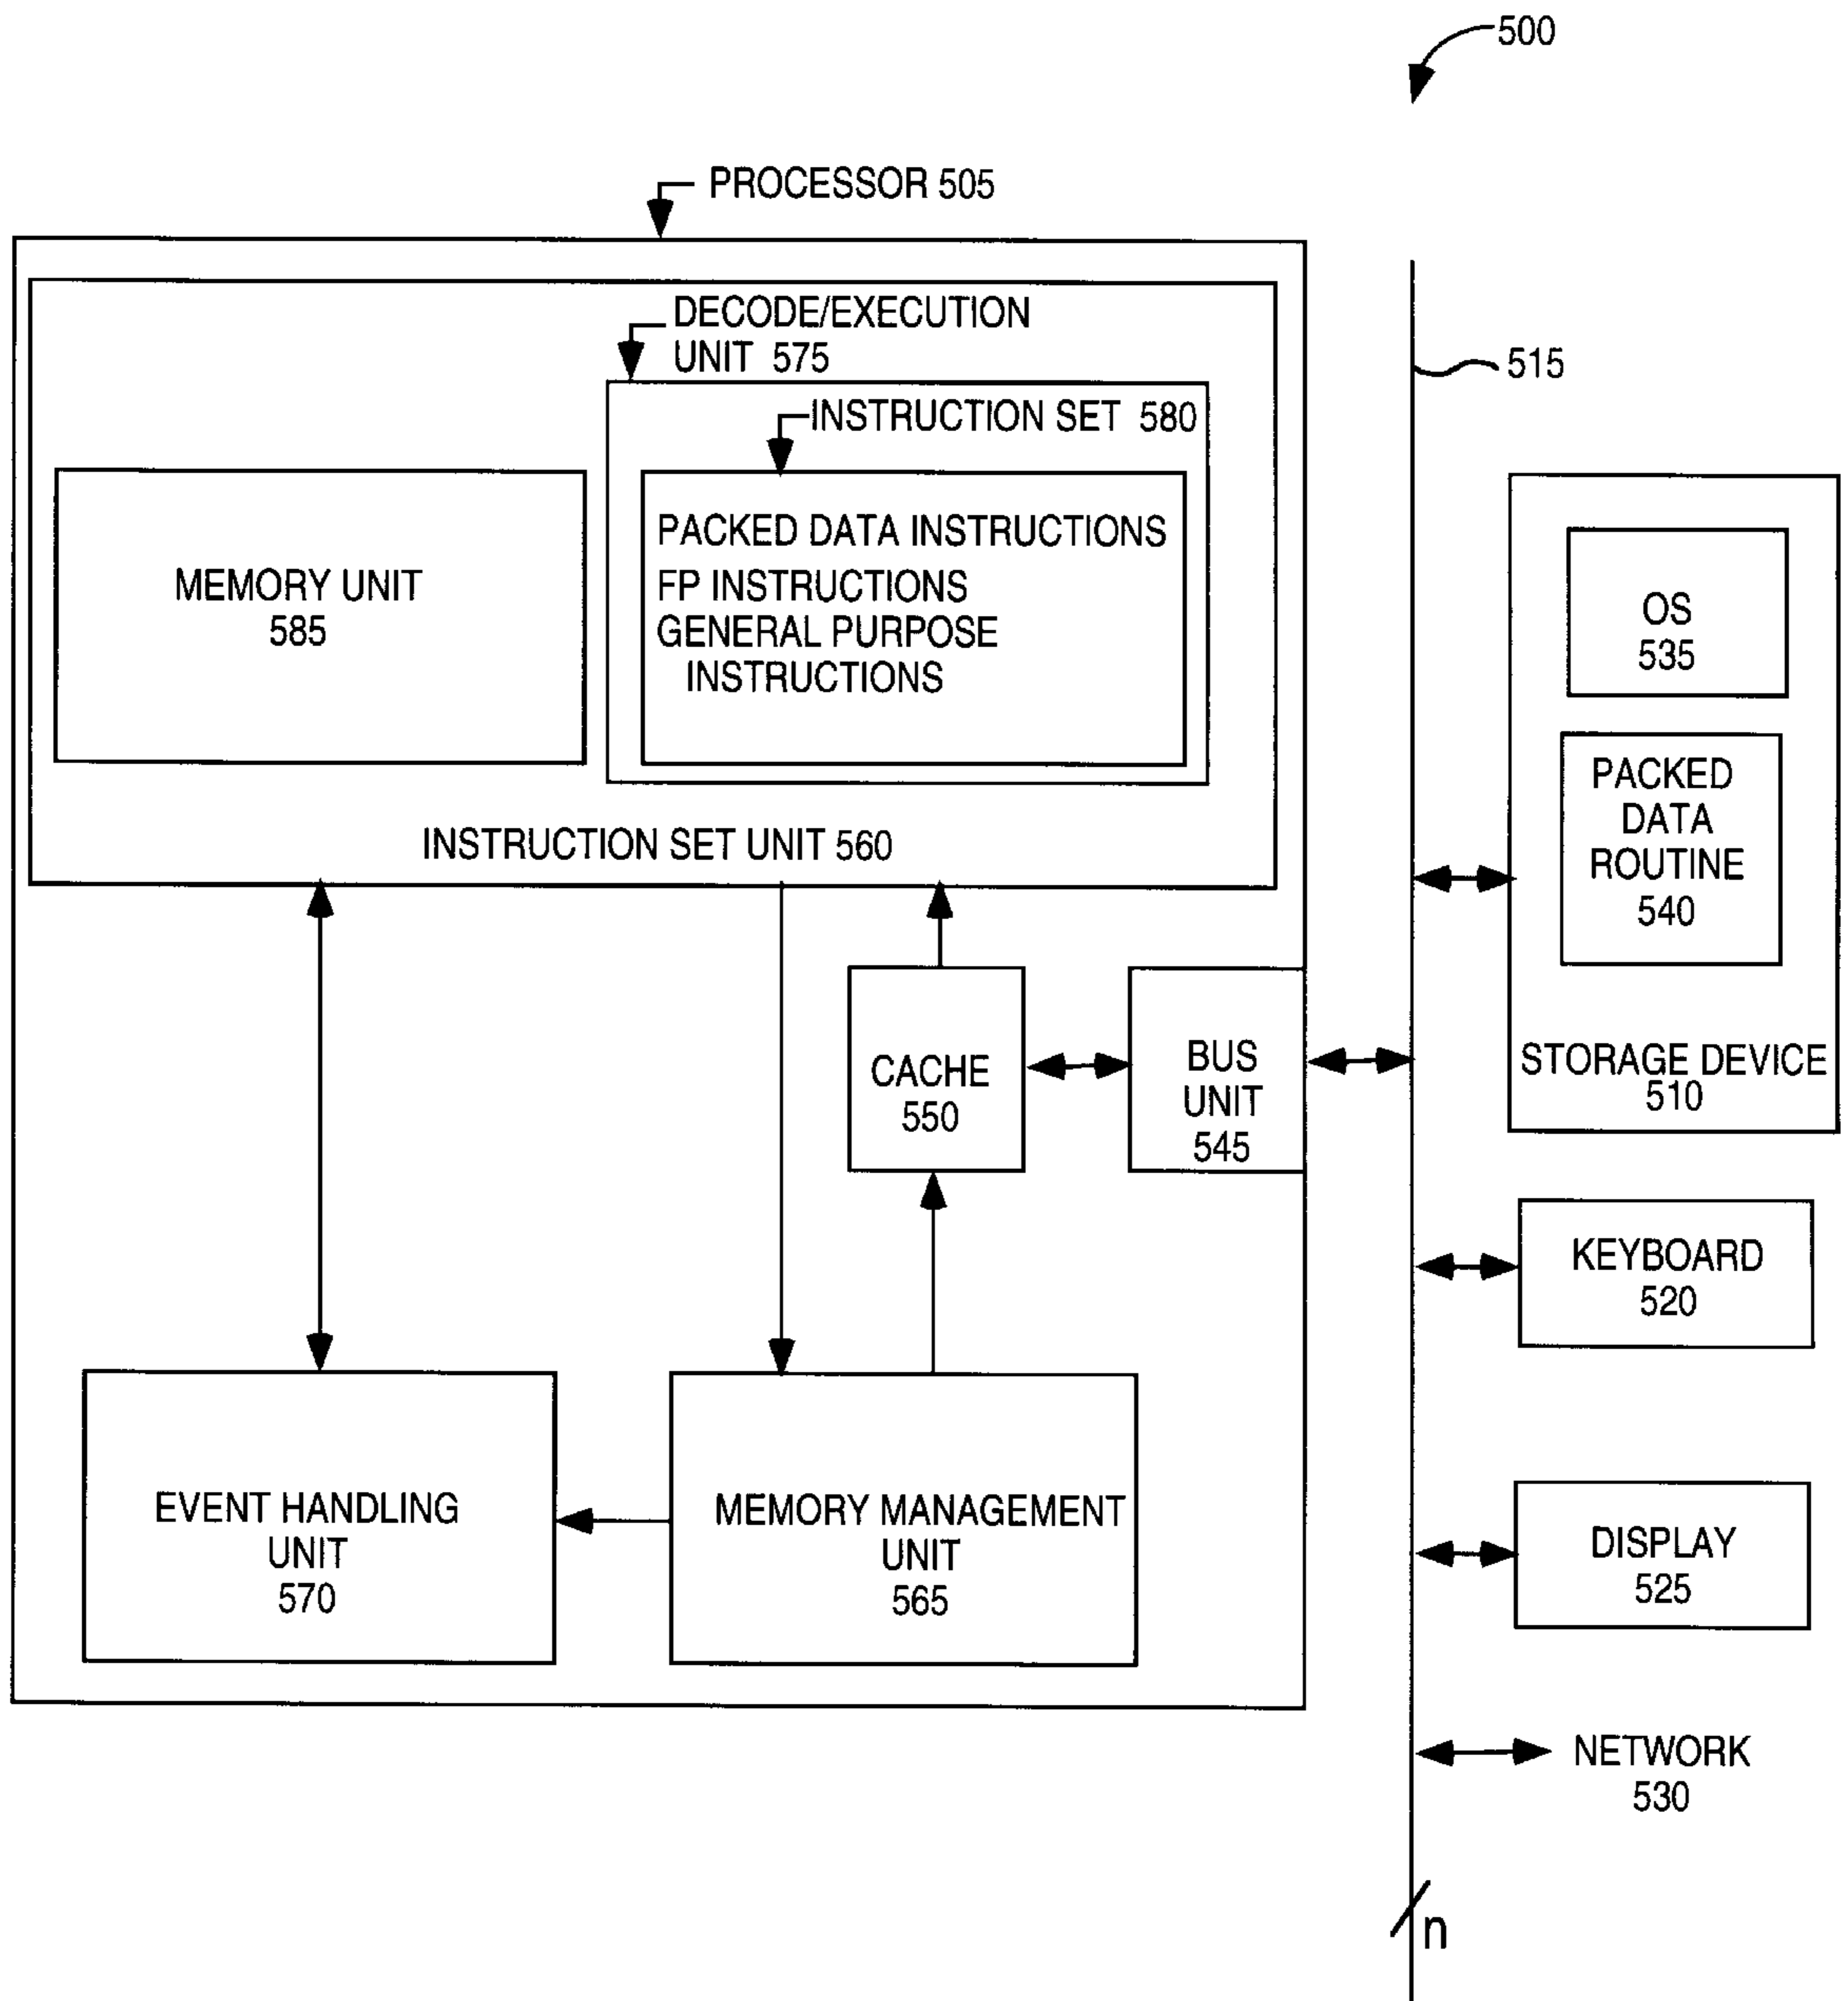 500
PROCESSOR 505
DECODE/EXECUTION
UNIT 575
515
INSTRUCTION SET 580
PACKED DATA INSTRUCTIONS
FP INSTRUCTIONS
GENERAL PURPOSE
INSTRUCTIONS
MEMORY UNIT
585
INSTRUCTION SET UNIT 560
OS
535
PACKED
DATA
ROUTINE
540
STORAGE DEVICE
510
CACHE
550
BUS
UNIT
545
KEYBOARD
520
EVENT HANDLING
UNIT
570
MEMORY MANAGEMENT
UNIT
565
DISPLAY
525
NETWORK
530
n